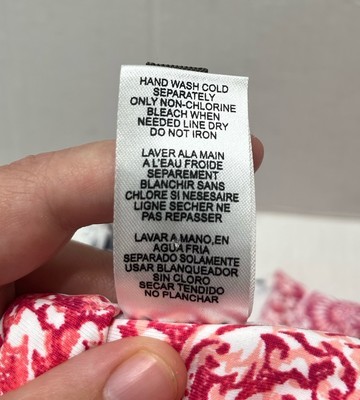 HAND WASH COLD
SEPARATELY
ONLY NON-CHLORINE
BLEACH WHEN
NEEDED LINE DRY
DO NOT IRON
LAVER ALA MAIN
A L'EAU FROIDE
SEPAREMENT
BLANCHIR SANS
CHLORE SI NESESAIRE
LIGNE SECHER NE
PAS REPASSER
LAVAR A MANO,EN
AGUA FRIA
SEPARADO SOLAMENTE
USAR BLANQUEADOR
SIN CLORO
SECAR TENDIDO
NO PLANCHAR